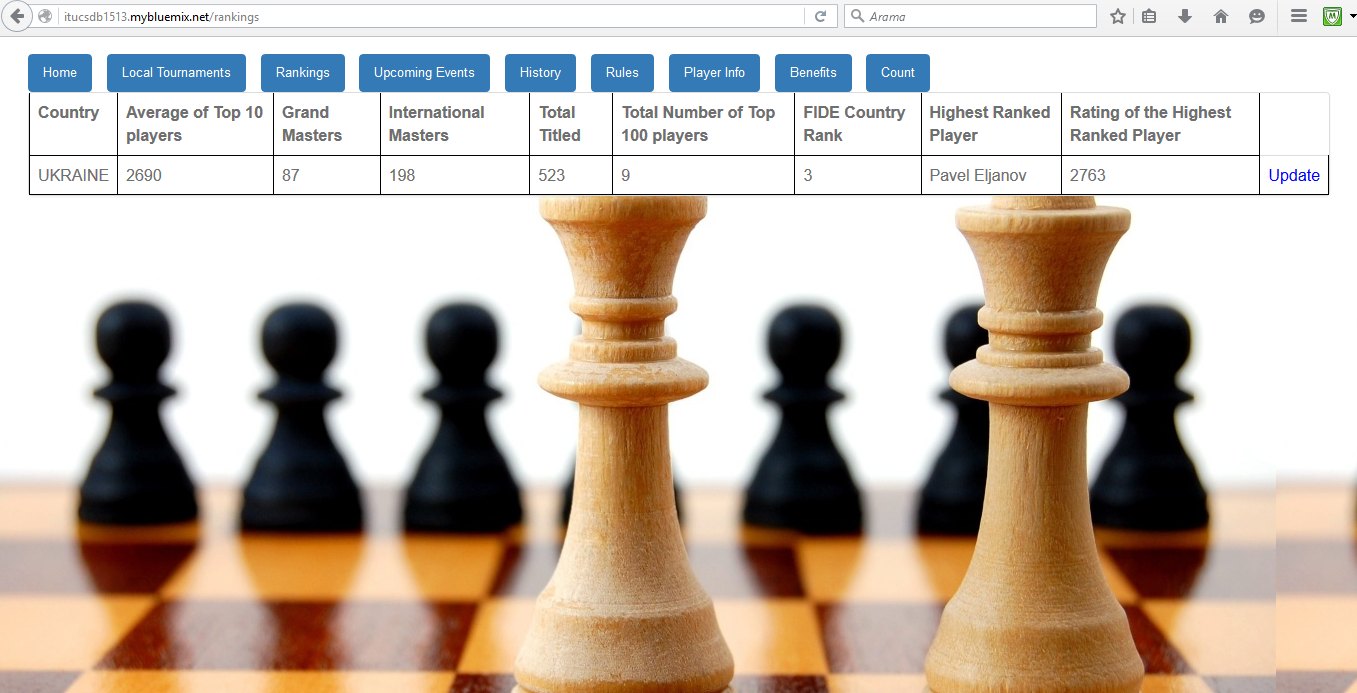 itucsdb1513.mybluemix.net/rankings Arama
Home Local Tournaments Rankings Upcoming Events History Rules Player Info Benefits Count
Country Average of Top 10 players Grand Masters International Masters Total Titled Total Number of Top 100 players FIDE Country Rank Highest Ranked Player Rating of the Highest Ranked Player
UKRAINE 2690 87 198 523 9 3 Pavel Eljanov 2763 Update